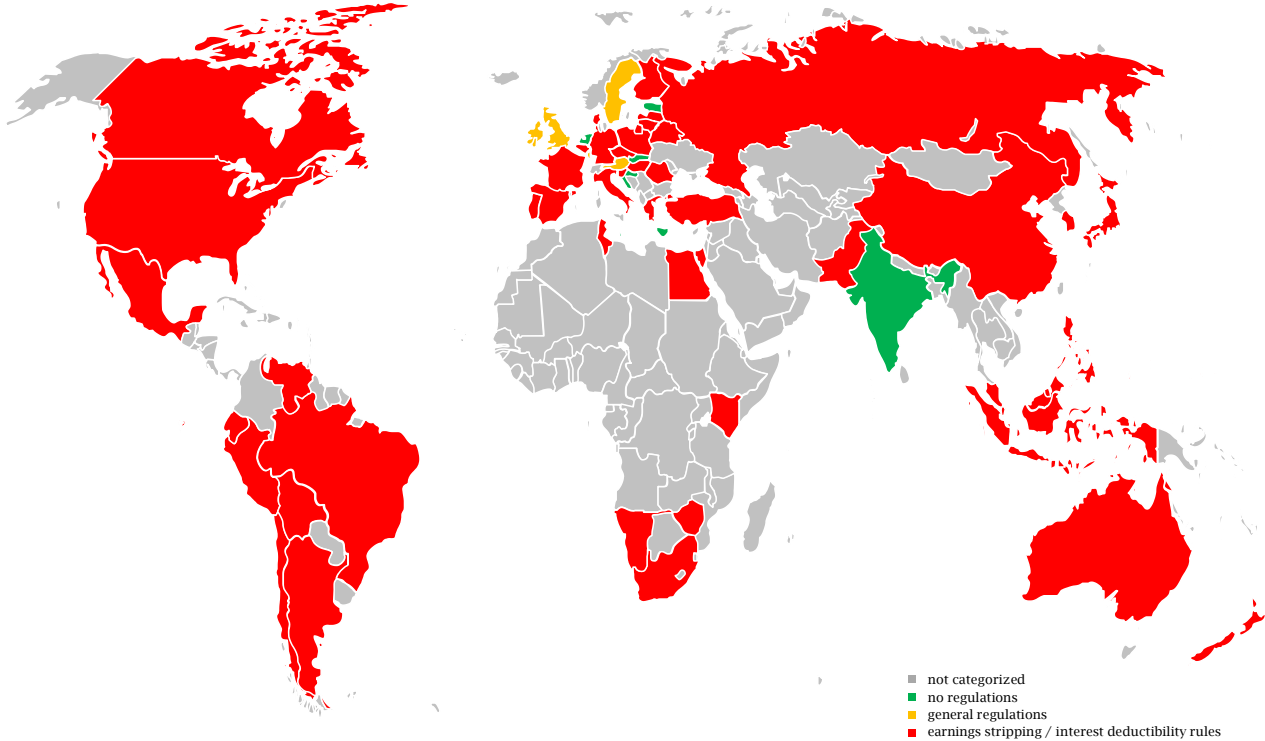 not categorized
no regulations
general regulations
earnings stripping / interest deductibility rules